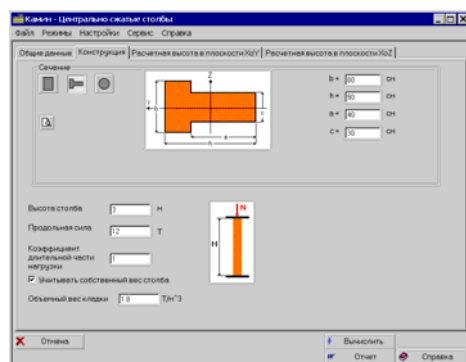 Камин - Центрально сжатые столбы
Файл Режимы Настройки Сервис Справка
Общие данные Конструкция Расчетная высота в плоскости XoY Расчетная высота в плоскости XoZ
Сечение
b = 60 см
h = 90 см
a = 40 см
c = 30 см
Z
Y
b
c
a
h
Высота столба 3 м
Продольная сила 12 Т
Коэффициент
длительной части
нагрузки 1
Учитывать собственный вес столба
Объемный вес кладки 1.8 Т/м^3
N
H
Отмена
Вычислить
Отчет
Справка